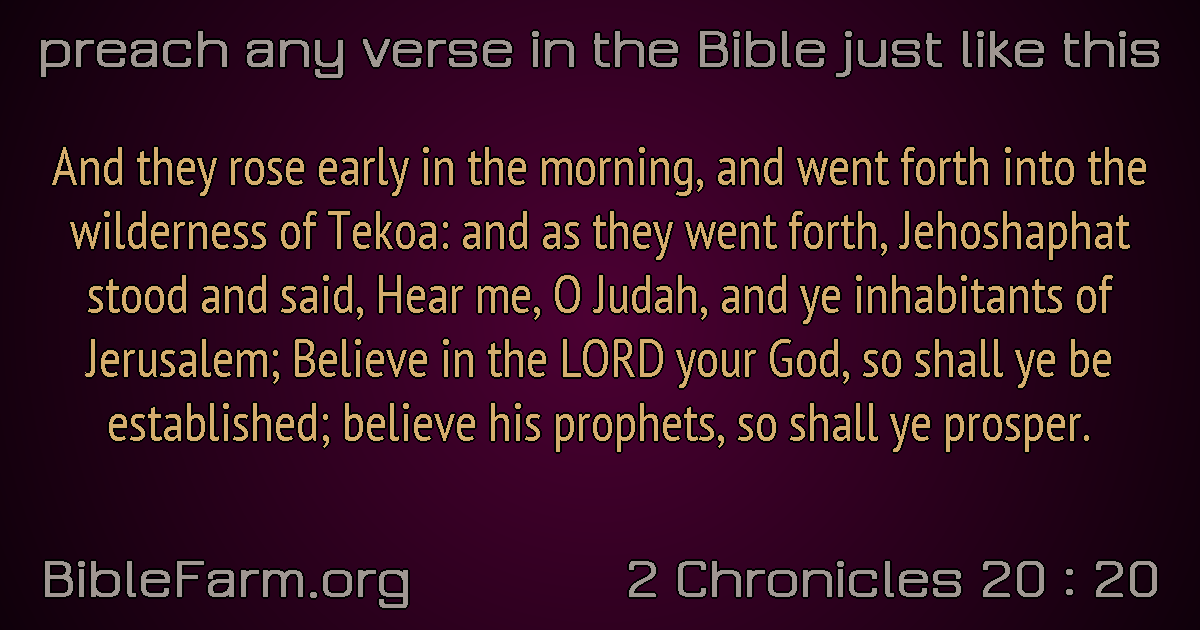 preach any verse in the Bible just like this
And they rose early in the morning, and went forth into the
wilderness of Tekoa: and as they went forth, Jehoshaphat
stood and said, Hear me, O Judah, and ye inhabitants of
Jerusalem; Believe in the LORD your God, so shall ye be
established; believe his prophets, so shall ye prosper.
BibleFarm.org
2 Chronicles 20 : 20